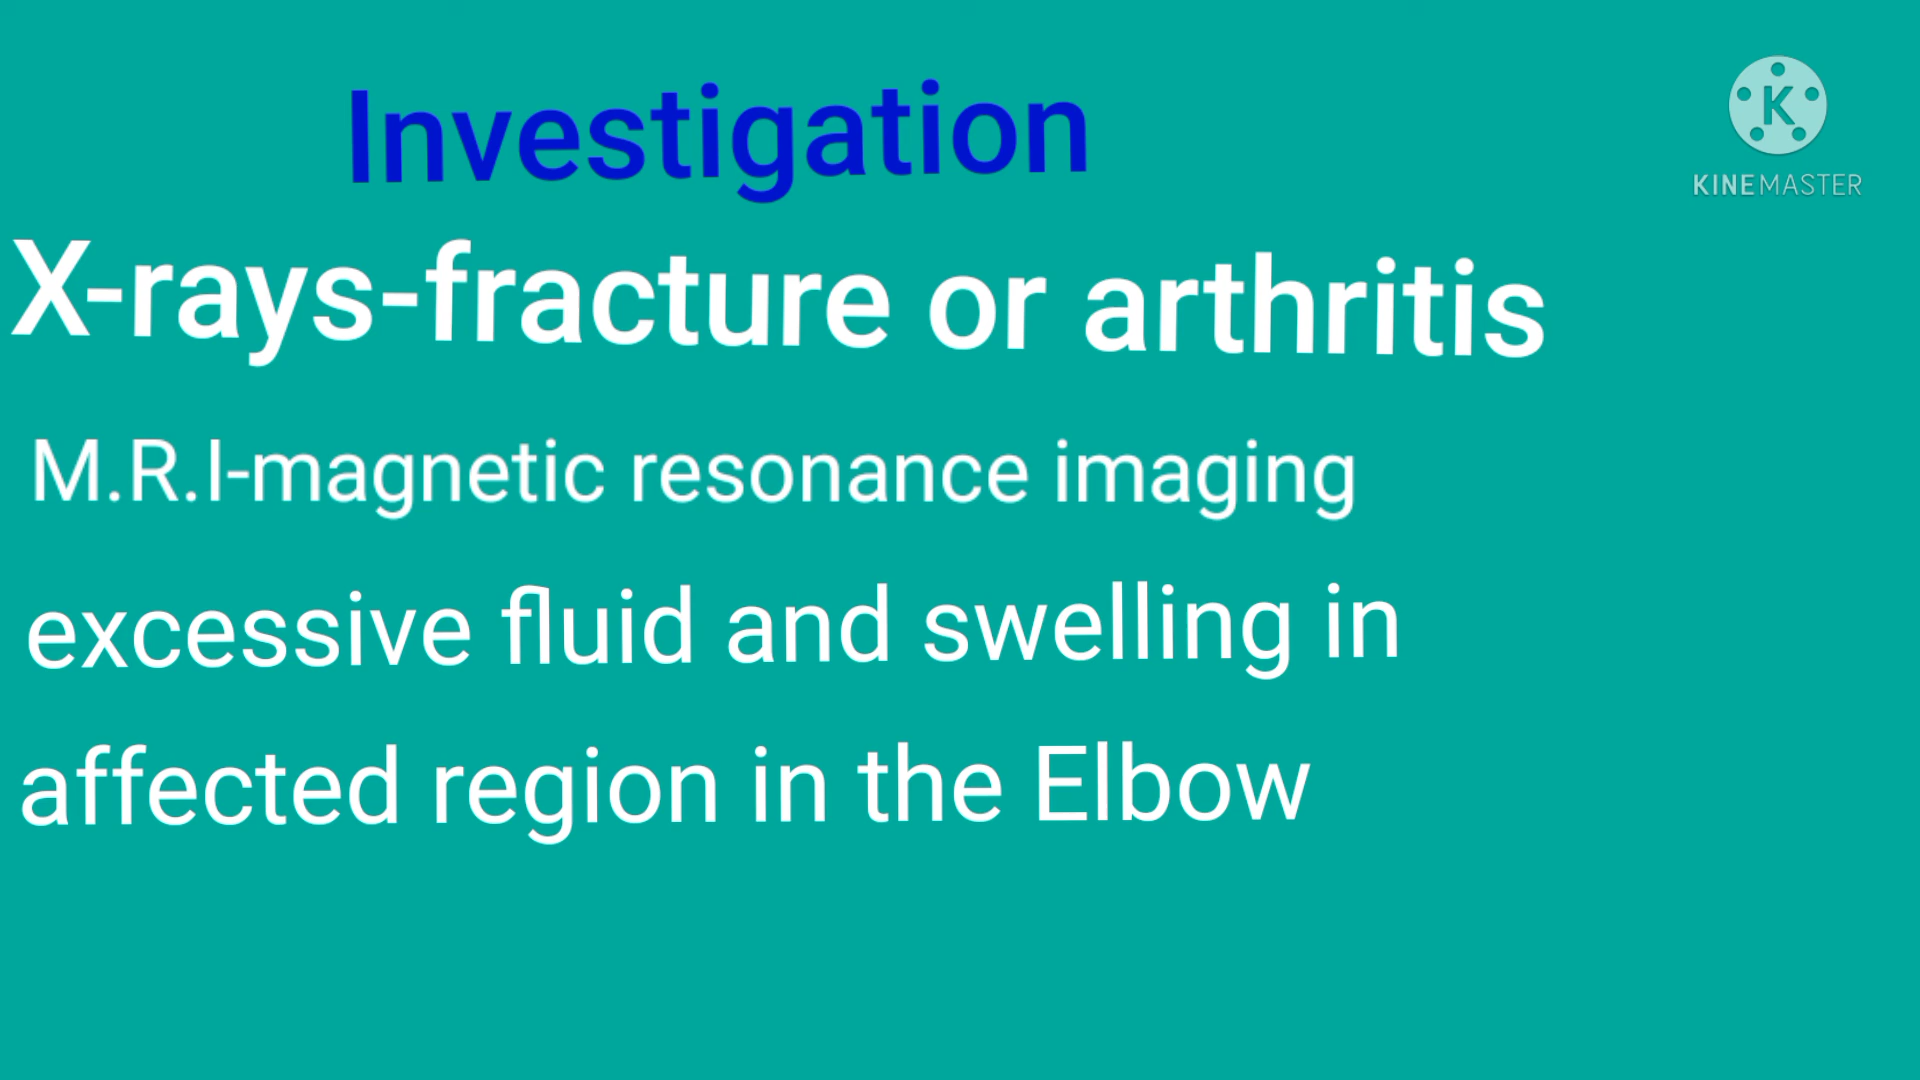 Investigation
K
KINEMASTER
X-rays-fracture or arthritis
M.R.I-magnetic resonance imaging
excessive fluid and swelling in
affected region in the Elbow